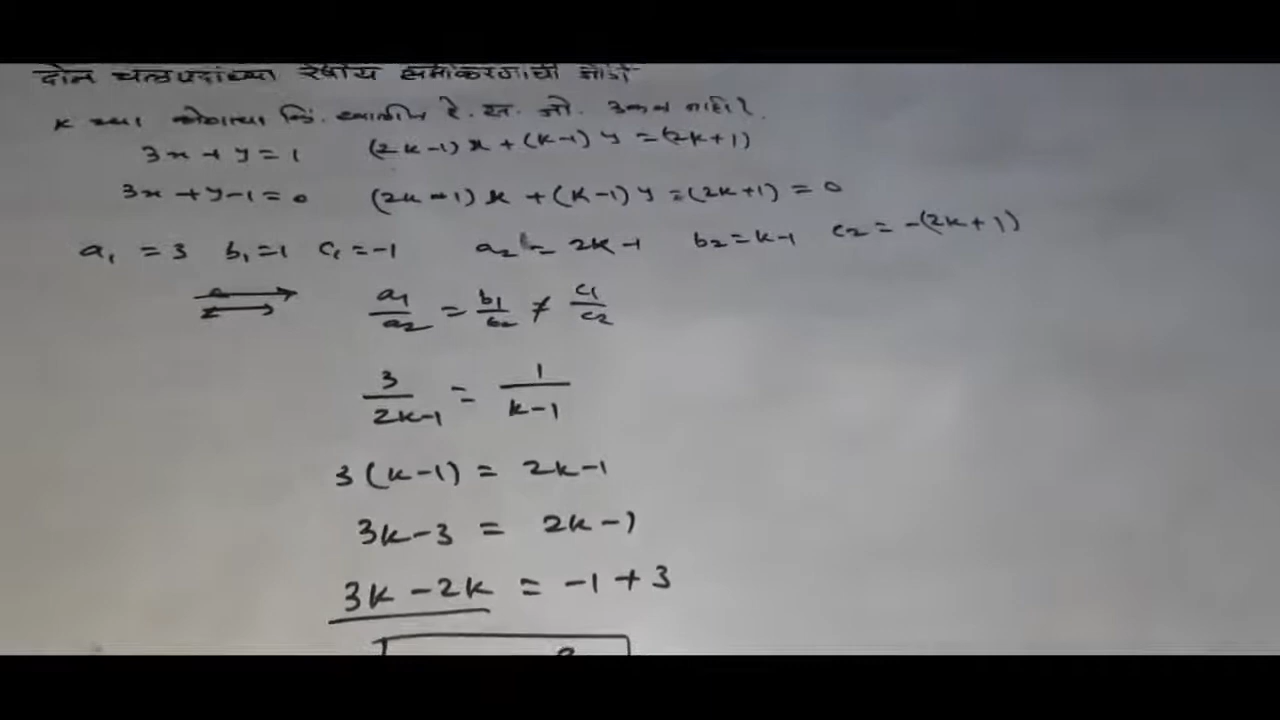 दोन चलपदांच्या रेषीय समीकरणाची जोडी
K च्या कोणत्या किं. खालील रे. स. जो. उकल नाही?
3x + y = 1 (2k-1) x + (k-1) y = (2k+1)
3x + y - 1 = 0 (2k-1) x + (k-1) y = (2k+1) = 0
a₁ = 3 b₁ = 1 c₁ = -1 a₂ = 2k-1 b₂ = k-1 c₂ = -(2k+1)
a₁/a₂ = b₁/b₂ ≠ c₁/c₂
3/2k-1 = 1/k-1
3(k-1) = 2k-1
3k-3 = 2k-1
3k-2k = -1+3